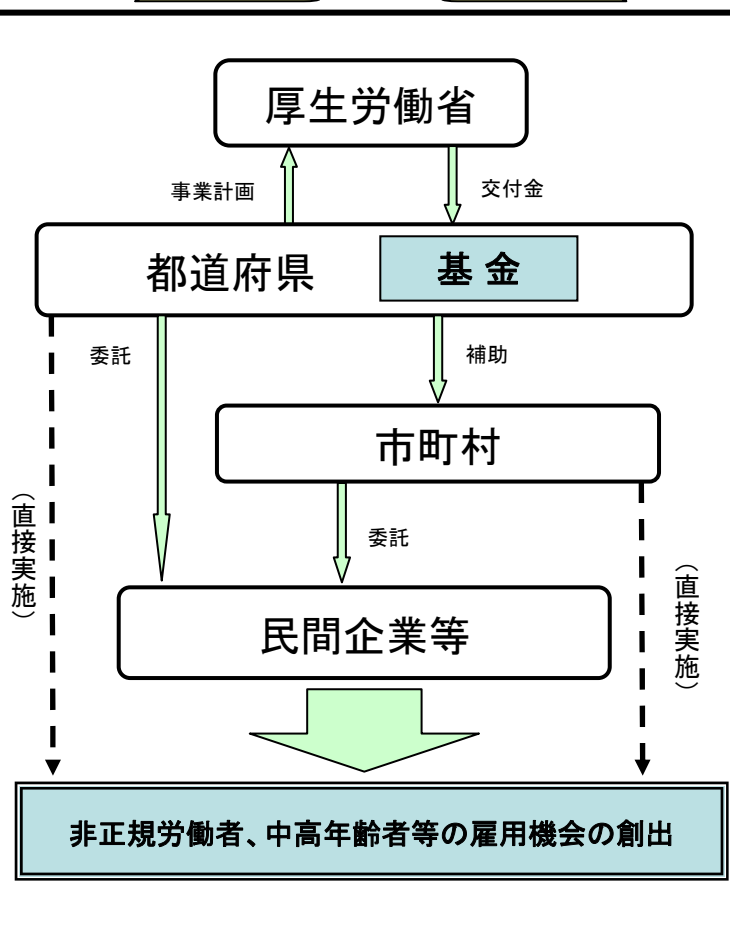 厚生労働省
事業計画
交付金
都道府県
基 金
委託
補助
市町村
（直接実施）
委託
（直接実施）
民間企業等
非正規労働者、中高年齢者等の雇用機会の創出